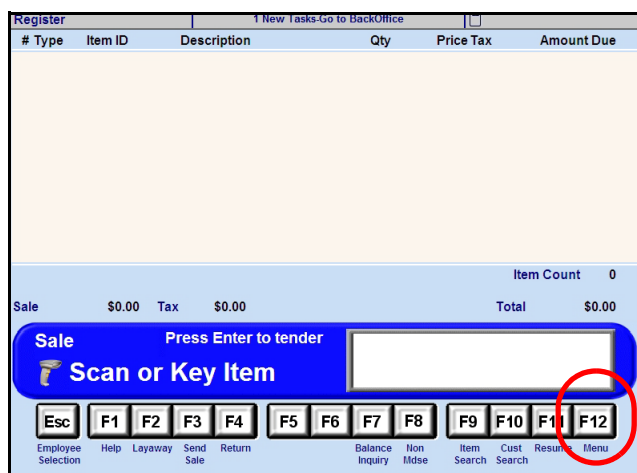 Register 1 New Tasks-Go to BackOffice
# Type Item ID Description Qty Price Tax Amount Due
Item Count 0
Sale $0.00 Tax $0.00 Total $0.00
Sale Press Enter to tender
Scan or Key Item
Esc F1 F2 F3 F4 F5 F6 F7 F8 F9 F10 F11 F12
Employee Help Layaway Send Return Balance Non Item Cust Resume Menu
Selection Sale Inquiry Mdse Search Search